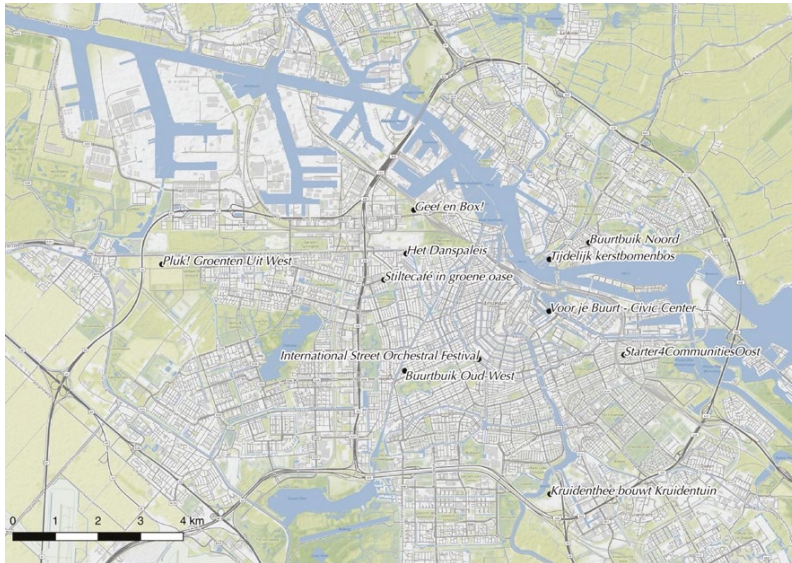 Geef en Box!
Buurtbuik Noord
Het Danspaleis
Tijdelijk kerstbomenbos
Pluk! Groenten Uit West
Stiltecafé in groene oase
Voor je Buurt - Civic Center
International Street Orchestral Festival
Starter4CommunitiesOost
Buurtbuik Oud-West
Kruidenthee bouwt Kruidentuin
0 1 2 3 4 km